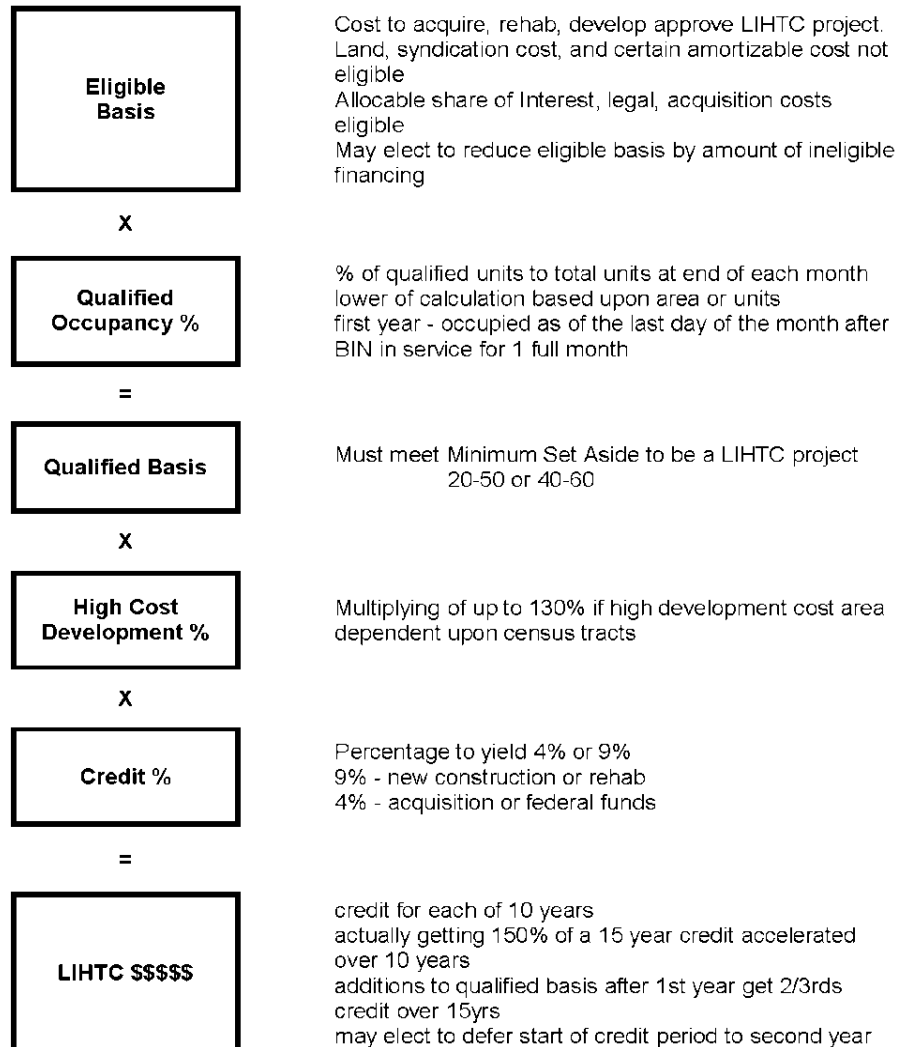 Eligible
Basis
Cost to acquire, rehab, develop approve LIHTC project.
Land, syndication cost, and certain amortizable cost not
eligible
Allocable share of Interest, legal, acquisition costs
eligible
May elect to reduce eligible basis by amount of ineligible
financing
X
Qualified
Occupancy %
% of qualified units to total units at end of each month
lower of calculation based upon area or units
first year - occupied as of the last day of the month after
BIN in service for 1 full month
=
Qualified Basis
Must meet Minimum Set Aside to be a LIHTC project
20-50 or 40-60
X
High Cost
Development %
Multiplying of up to 130% if high development cost area
dependent upon census tracts
X
Credit %
Percentage to yield 4% or 9%
9% - new construction or rehab
4% - acquisition or federal funds
=
LIHTC $$$$$
credit for each of 10 years
actually getting 150% of a 15 year credit accelerated
over 10 years
additions to qualified basis after 1st year get 2/3rds
credit over 15yrs
may elect to defer start of credit period to second year